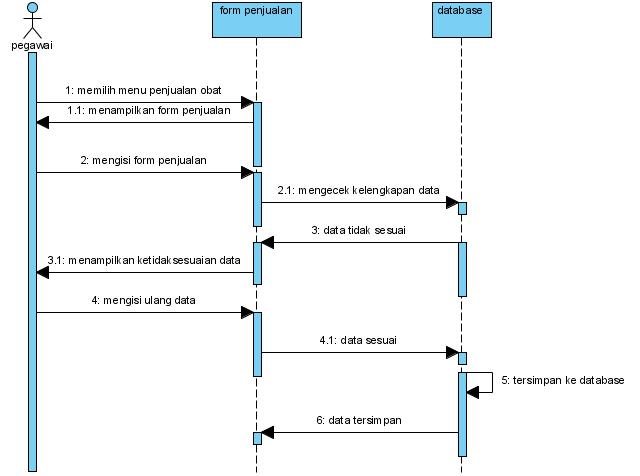 form penjualan
database
pegawai
1: memilih menu penjualan obat
1.1: menampilkan form penjualan
2: mengisi form penjualan
2.1: mengecek kelengkapan data
3: data tidak sesuai
3.1: menampilkan ketidaksesuaian data
4: mengisi ulang data
4.1: data sesuai
5: tersimpan ke database
6: data tersimpan